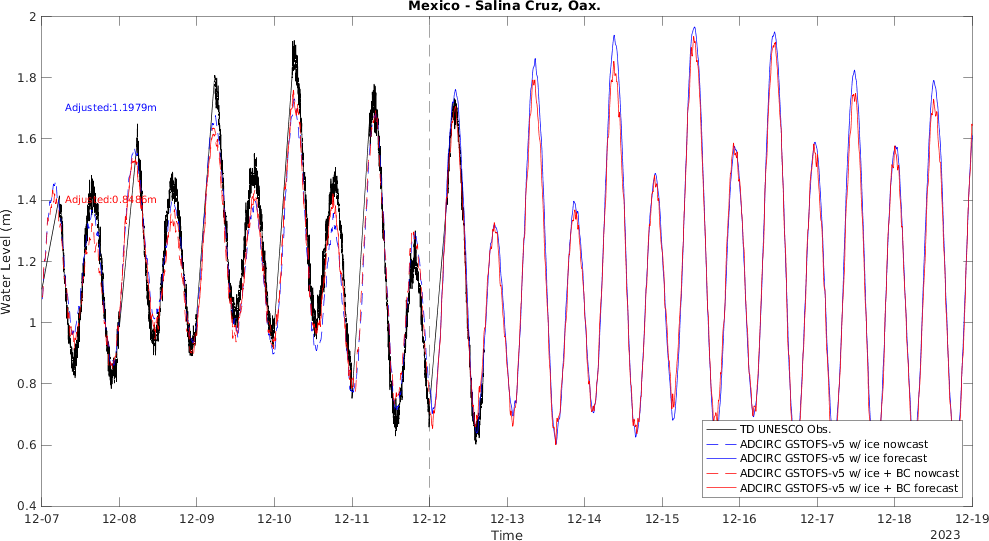 Mexico - Salina Cruz, Oax.
2
1.8
1.6
1.4
1.2
1
0.8
0.6
0.4
Water Level (m)
Adjusted:1.1979m
Adjusted:0.8486m
TD UNESCO Obs.
ADCIRC GSTOFS-v5 w/ ice nowcast
ADCIRC GSTOFS-v5 w/ ice forecast
ADCIRC GSTOFS-v5 w/ ice + BC nowcast
ADCIRC GSTOFS-v5 w/ ice + BC forecast
12-07 12-08 12-09 12-10 12-11 12-12 12-13 12-14 12-15 12-16 12-17 12-18 12-19
Time
2023